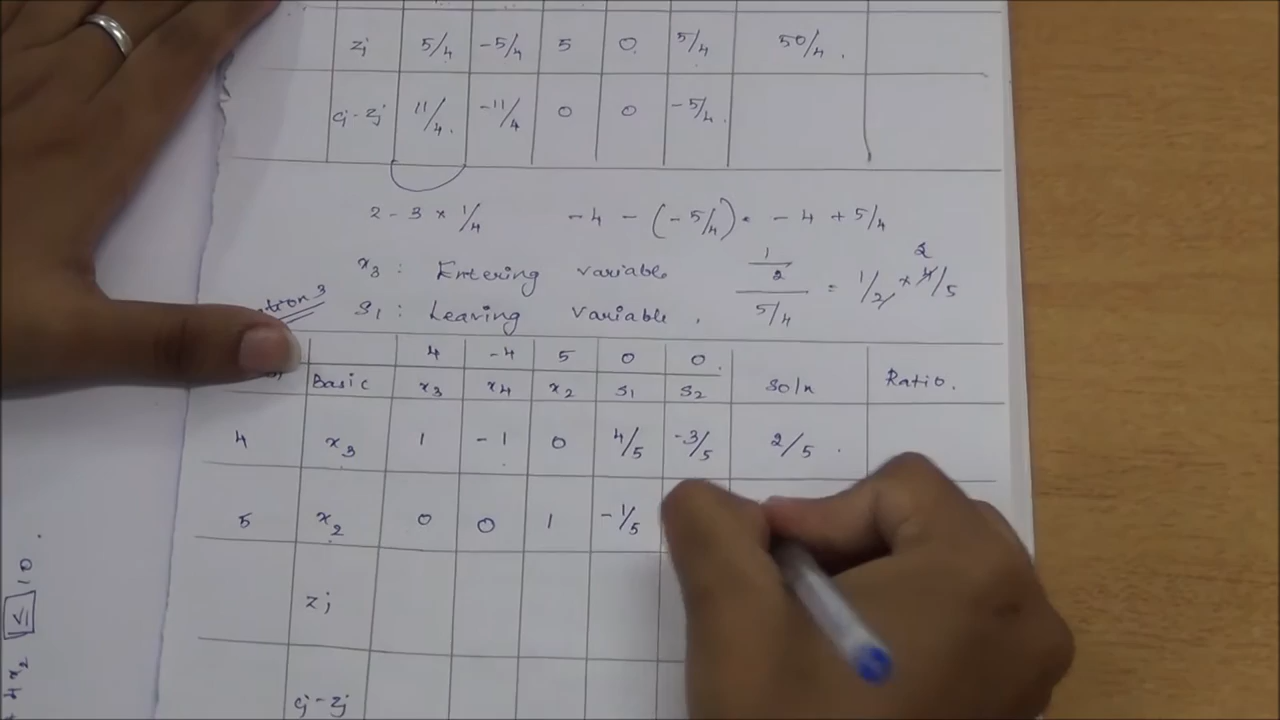 zj 5/4 -5/4 5 0 5/4 50/4
cj-zj 11/4 -11/4 0 0 -5/4
2 - 3 × 1/4 -4 - (-5/4) = -4 + 5/4
x3 : Entering variable
s1 : Leaving variable.
1/2 / 5/4 = 1/2 × 4/5 2
4 -4 5 0 0
Basic x3 x4 x2 s1 s2 soln Ratio.
4 x3 1 -1 0 4/5 -3/5 2/5
5 x2 0 0 1 -1/5
zj
cj-zj
4x2 ≤ 10